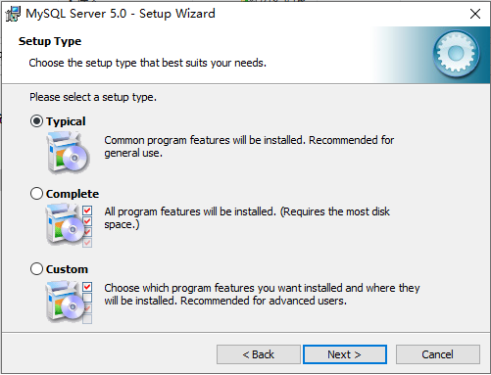 MySQL Server 5.0 - Setup Wizard
Setup Type
Choose the setup type that best suits your needs.
Please select a setup type.
Typical
Common program features will be installed. Recommended for
general use.
Complete
All program features will be installed. (Requires the most disk
space.)
Custom
Choose which program features you want installed and where they
will be installed. Recommended for advanced users.
< Back
Next >
Cancel